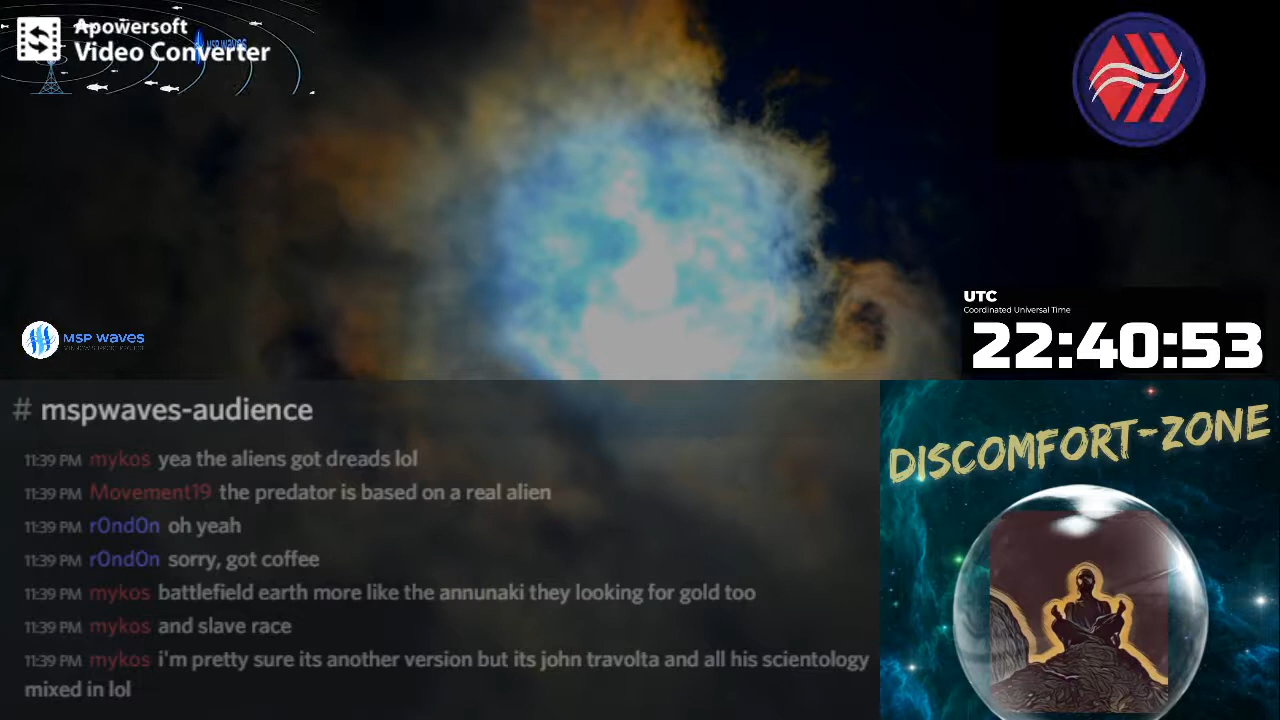 Apowersoft
Video Converter
MSP WAVES
UTC
Coordinated Universal Time
22:40:53
MSP WAVES
# mspwaves-audience
11:39 PM mykos yea the aliens got dreads lol
11:39 PM Movement19 the predator is based on a real alien
11:39 PM r0nd0n oh yeah
11:39 PM r0nd0n sorry, got coffee
11:39 PM mykos battlefield earth more like the annunaki they looking for gold too
11:39 PM mykos and slave race
11:39 PM mykos i'm pretty sure its another version but its john travolta and all his scientology
mixed in lol
DISCOMFORT-ZONE